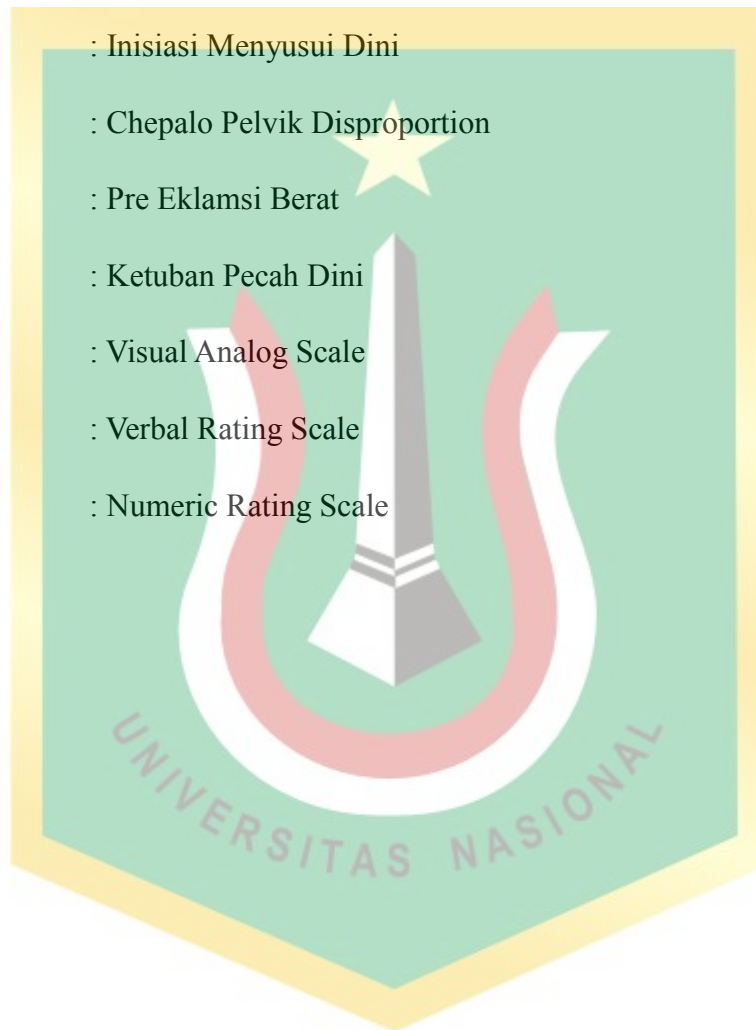 : Inisiasi Menyusui Dini
: Chepalo Pelvik Disproportion
: Pre Eklamsi Berat
: Ketuban Pecah Dini
: Visual Analog Scale
: Verbal Rating Scale
: Numeric Rating Scale
UNIVERSITAS NASIONAL